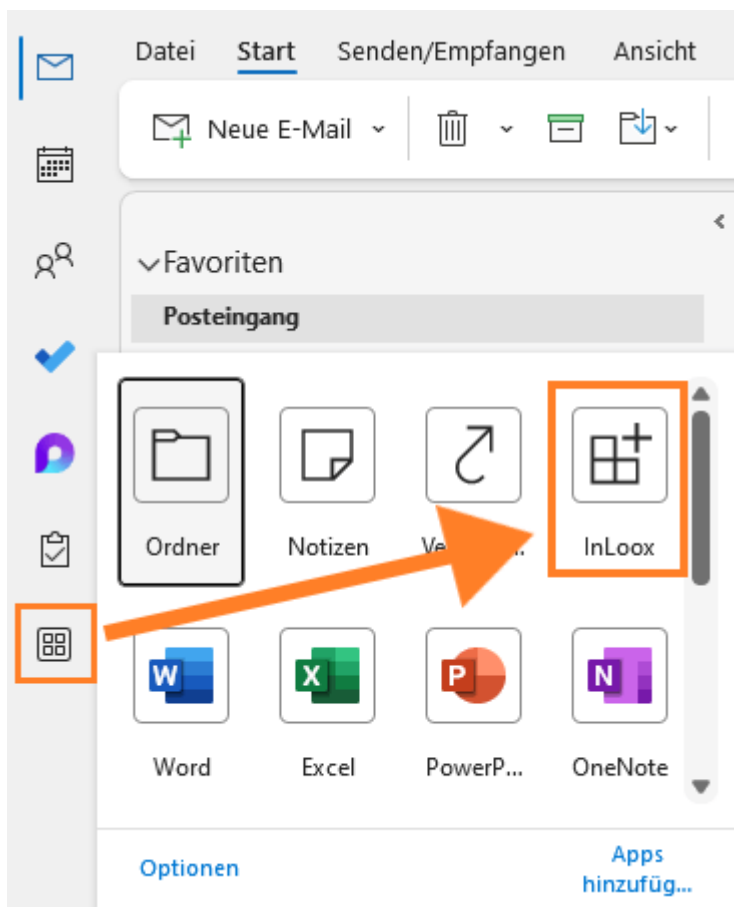 Datei Start Senden/Empfangen Ansicht
Neue E-Mail
Favoriten
Posteingang
Ordner Notizen InLoox
Word Excel PowerP... OneNote
Optionen Apps
hinzufüg...